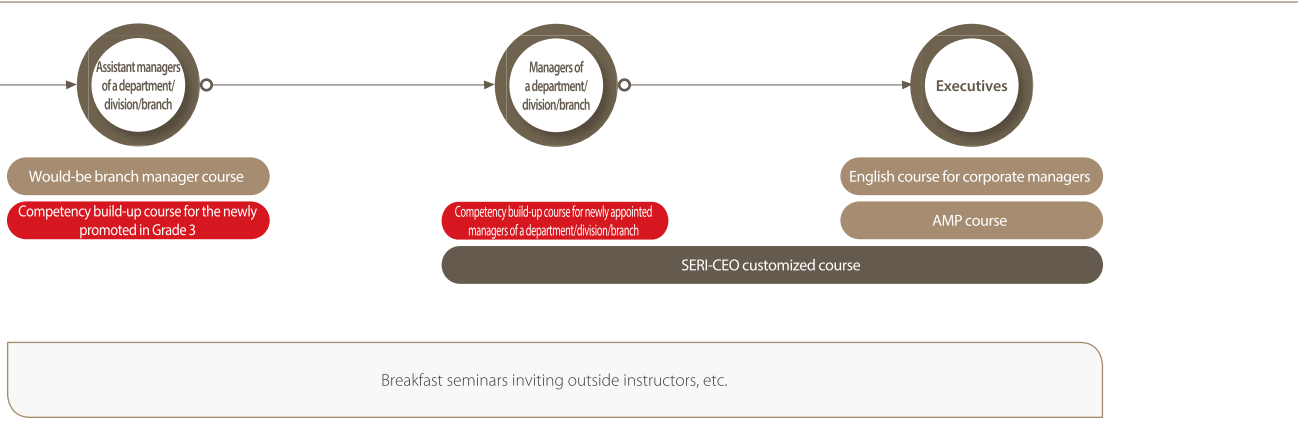 Assistant managers
of a department/
division/branch
Managers of
a department/
division/branch
Executives
Would-be branch manager course
English course for corporate managers
Competency build-up course for the newly
promoted in Grade 3
Competency build-up course for newly appointed
managers of a department/division/branch
AMP course
SERI-CEO customized course
Breakfast seminars inviting outside instructors, etc.